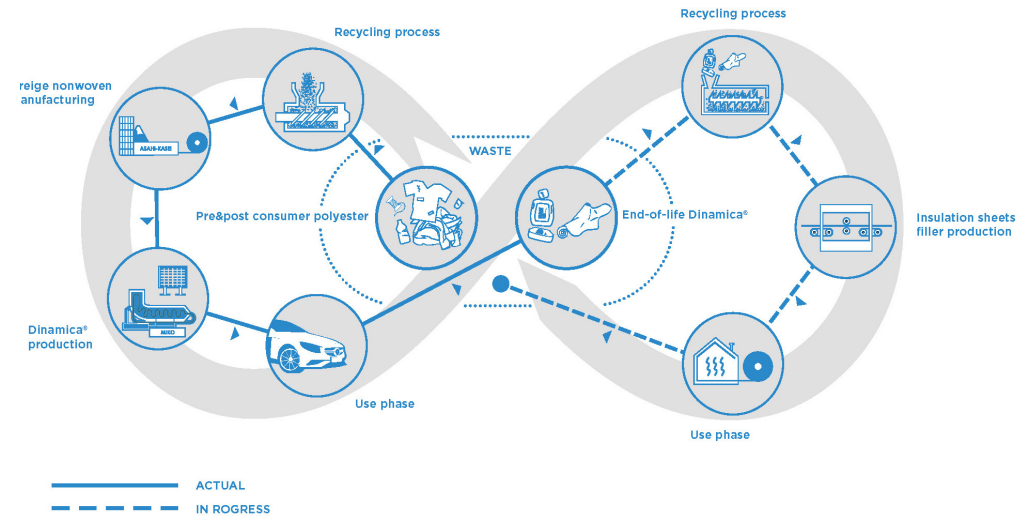 Recycling process
Recycling process
reige nonwoven
anufacturing
ASAHI-KASEI
WASTE
Pre&post consumer polyester
End-of-life Dinamica®
Insulation sheets
filler production
Dinamica®
production
MIKO
Use phase
Use phase
ACTUAL
IN ROGRESS